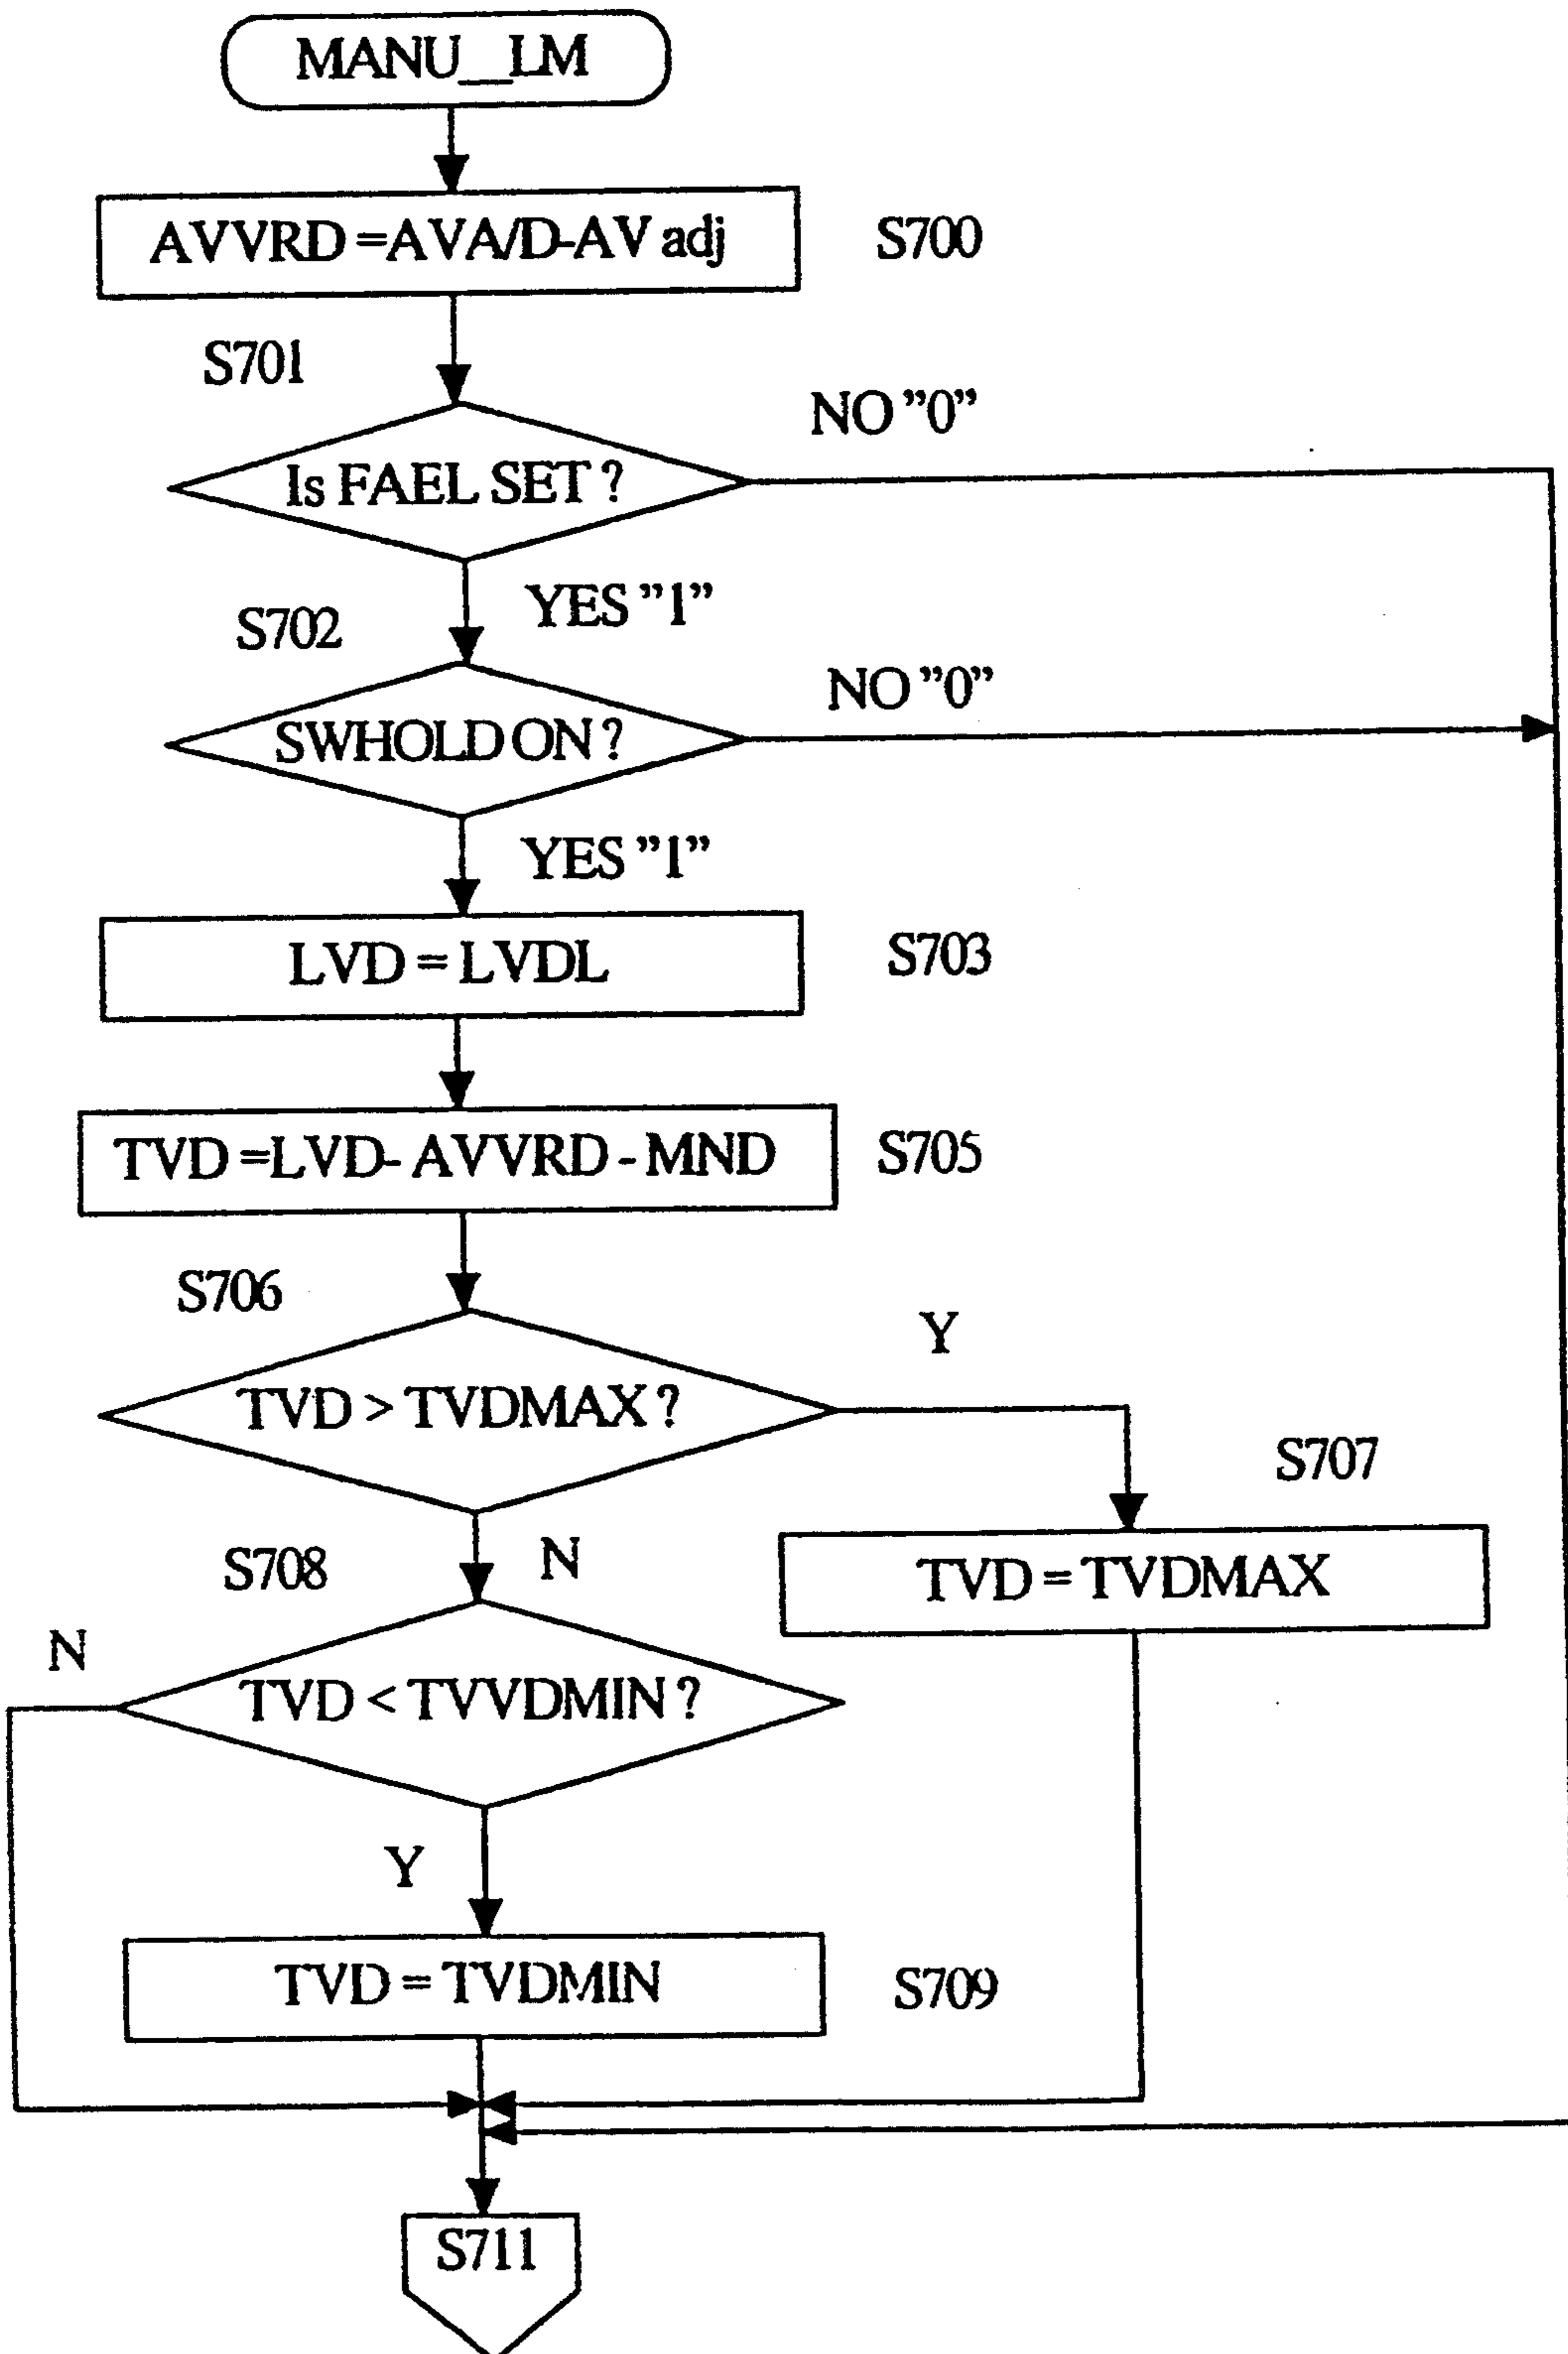 MANU__LM
AVVRD =AVA/D-AV adj
S700
S701
NO "0"
Is FAEL SET ?
YES "1"
S702
NO "0"
SWHOLD ON ?
YES "1"
LVD = LVDL
S703
TVD =LVD- AVVRD - MND
S705
S706
Y
TVD > TVDMAX ?
S707
N
S708
TVD = TVDMAX
N
TVD < TVVDMIN ?
Y
TVD = TVDMIN
S709
S711